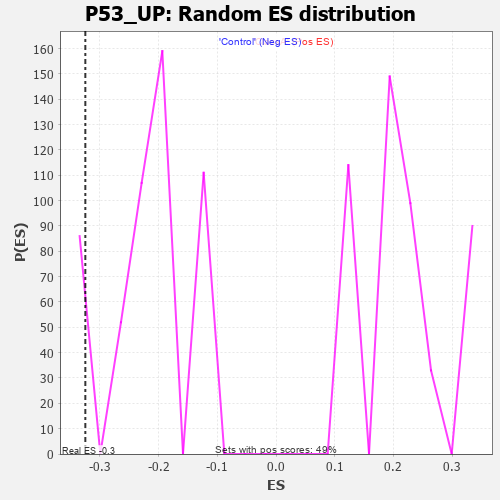 P53_UP: Random ES distribution
'Control' (Neg ES)os ES)
160
150
140
130
120
110
100
90
80
70
60
50
40
30
20
10
0
P(ES)
Real ES -0.3
Sets with pos scores: 49%
-0.3 -0.2 -0.1 0.0 0.1 0.2 0.3
ES